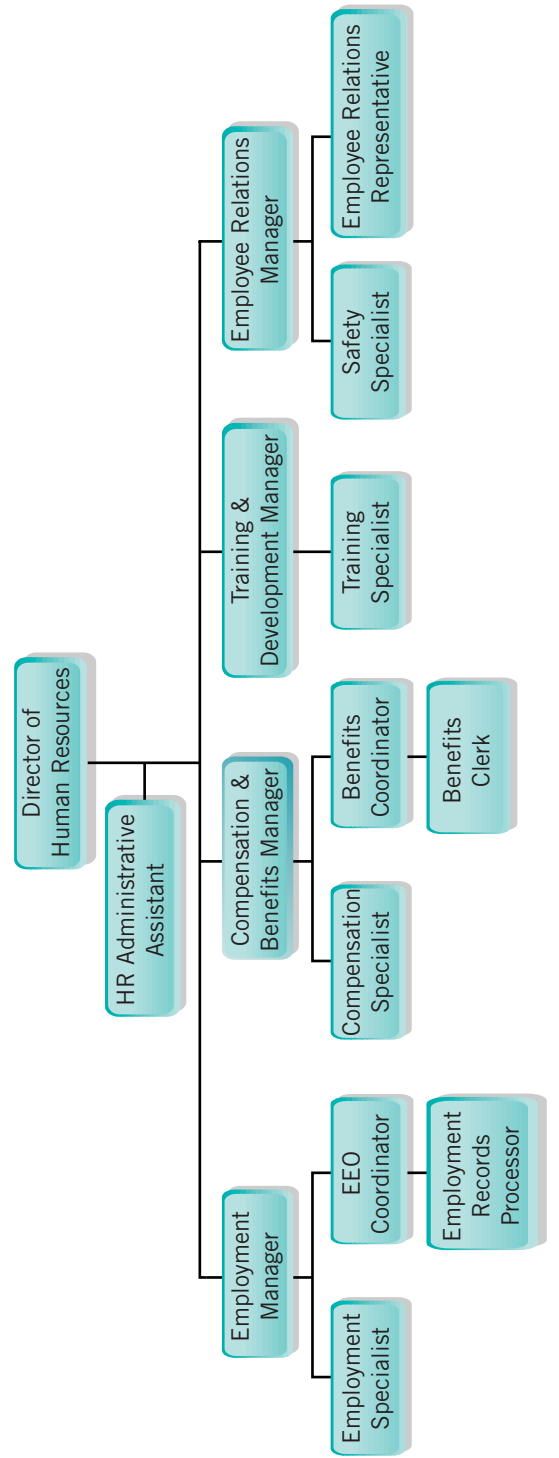 Director of
Human Resources
HR Administrative
Assistant
Employment
Manager
Compensation &
Benefits Manager
Training &
Development Manager
Employee Relations
Manager
Employment
Specialist
EEO
Coordinator
Compensation
Specialist
Benefits
Coordinator
Training
Specialist
Safety
Specialist
Employee Relations
Representative
Employment
Records
Processor
Benefits
Clerk